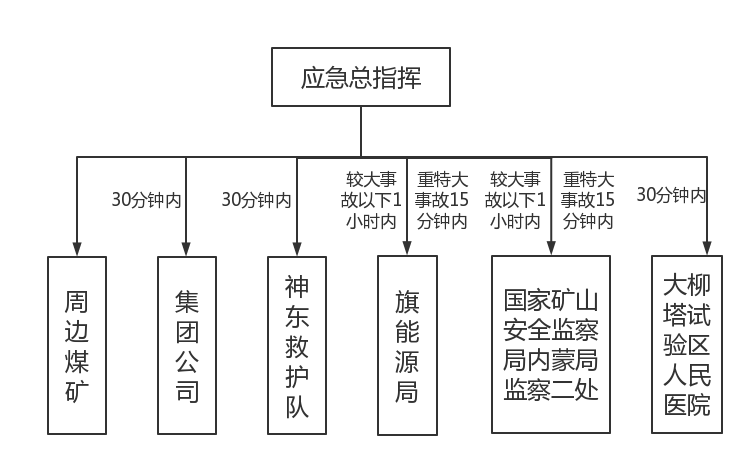 应急总指挥
30分钟内
30分钟内
较大事
故以下1
小时内
重特大
事故15
分钟内
较大事
故以下1
小时内
重特大
事故15
分钟内
30分钟内
周
边
煤
矿
集
团
公
司
神
东
救
护
队
旗
能
源
局
国家矿山
安全监察
局内蒙局
监察二处
大柳
塔试
验区
人民
医院